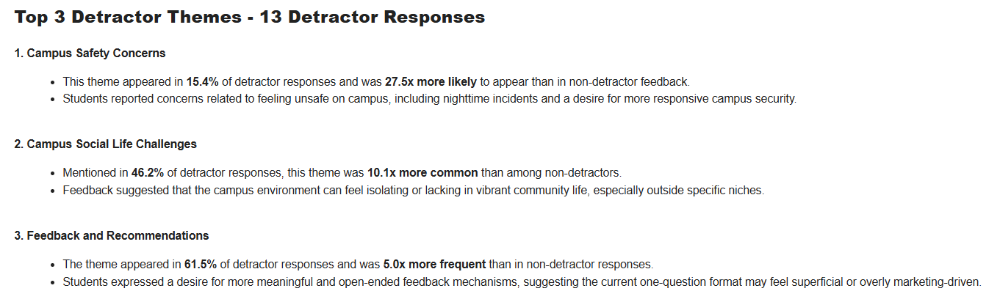 Top 3 Detractor Themes - 13 Detractor Responses
1. Campus Safety Concerns
• This theme appeared in 15.4% of detractor responses and was 27.5x more likely to appear than in non-detractor feedback.
• Students reported concerns related to feeling unsafe on campus, including nighttime incidents and a desire for more responsive campus security.
2. Campus Social Life Challenges
• Mentioned in 46.2% of detractor responses, this theme was 10.1x more common than among non-detractors.
• Feedback suggested that the campus environment can feel isolating or lacking in vibrant community life, especially outside specific niches.
3. Feedback and Recommendations
• The theme appeared in 61.5% of detractor responses and was 5.0x more frequent than in non-detractor responses.
• Students expressed a desire for more meaningful and open-ended feedback mechanisms, suggesting the current one-question format may feel superficial or overly marketing-driven.